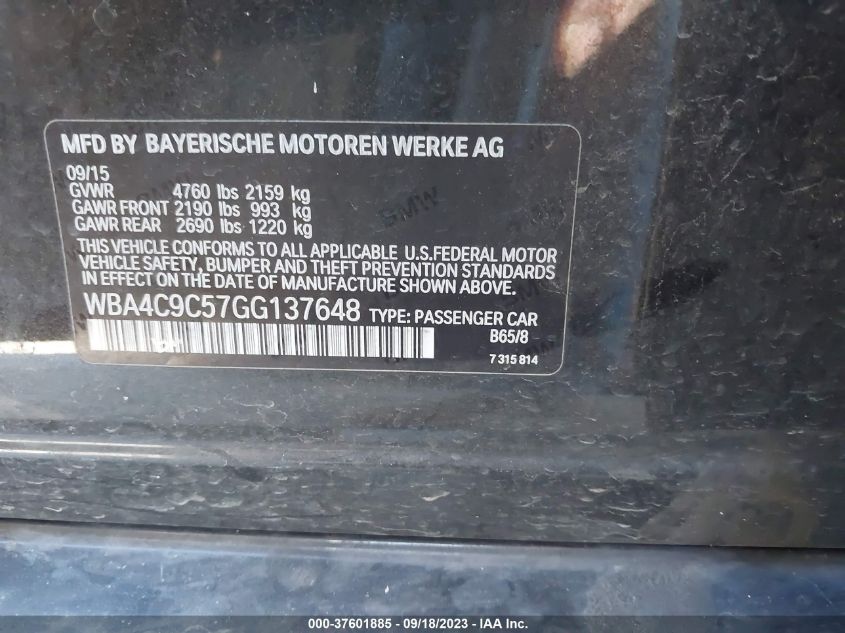 MFD BY BAYERISCHE MOTOREN WERKE AG
09/15
GVWR 4760 lbs 2159 kg
GAWR FRONT 2190 lbs 993 kg
GAWR REAR 2690 lbs 1220 kg
THIS VEHICLE CONFORMS TO ALL APPLICABLE U.S.FEDERAL MOTOR
VEHICLE SAFETY, BUMPER AND THEFT PREVENTION STANDARDS
IN EFFECT ON THE DATE OF MANUFACTURE SHOWN ABOVE.
WBA4C9C57GG137648 TYPE: PASSENGER CAR
B65/8
7 315 814
000-37601885 - 09/18/2023 - IAA Inc.